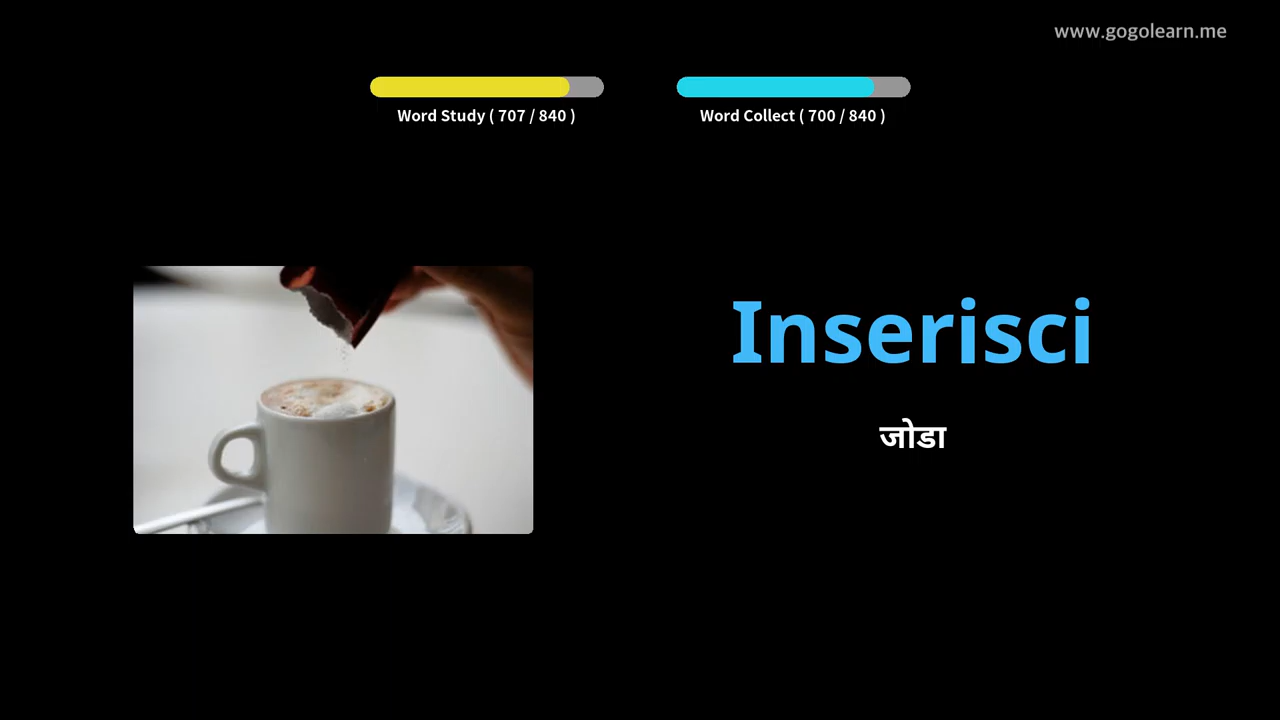 www.gogolearn.me
Word Study ( 707 / 840 )
Word Collect ( 700 / 840 )
Inserisci
जोडा